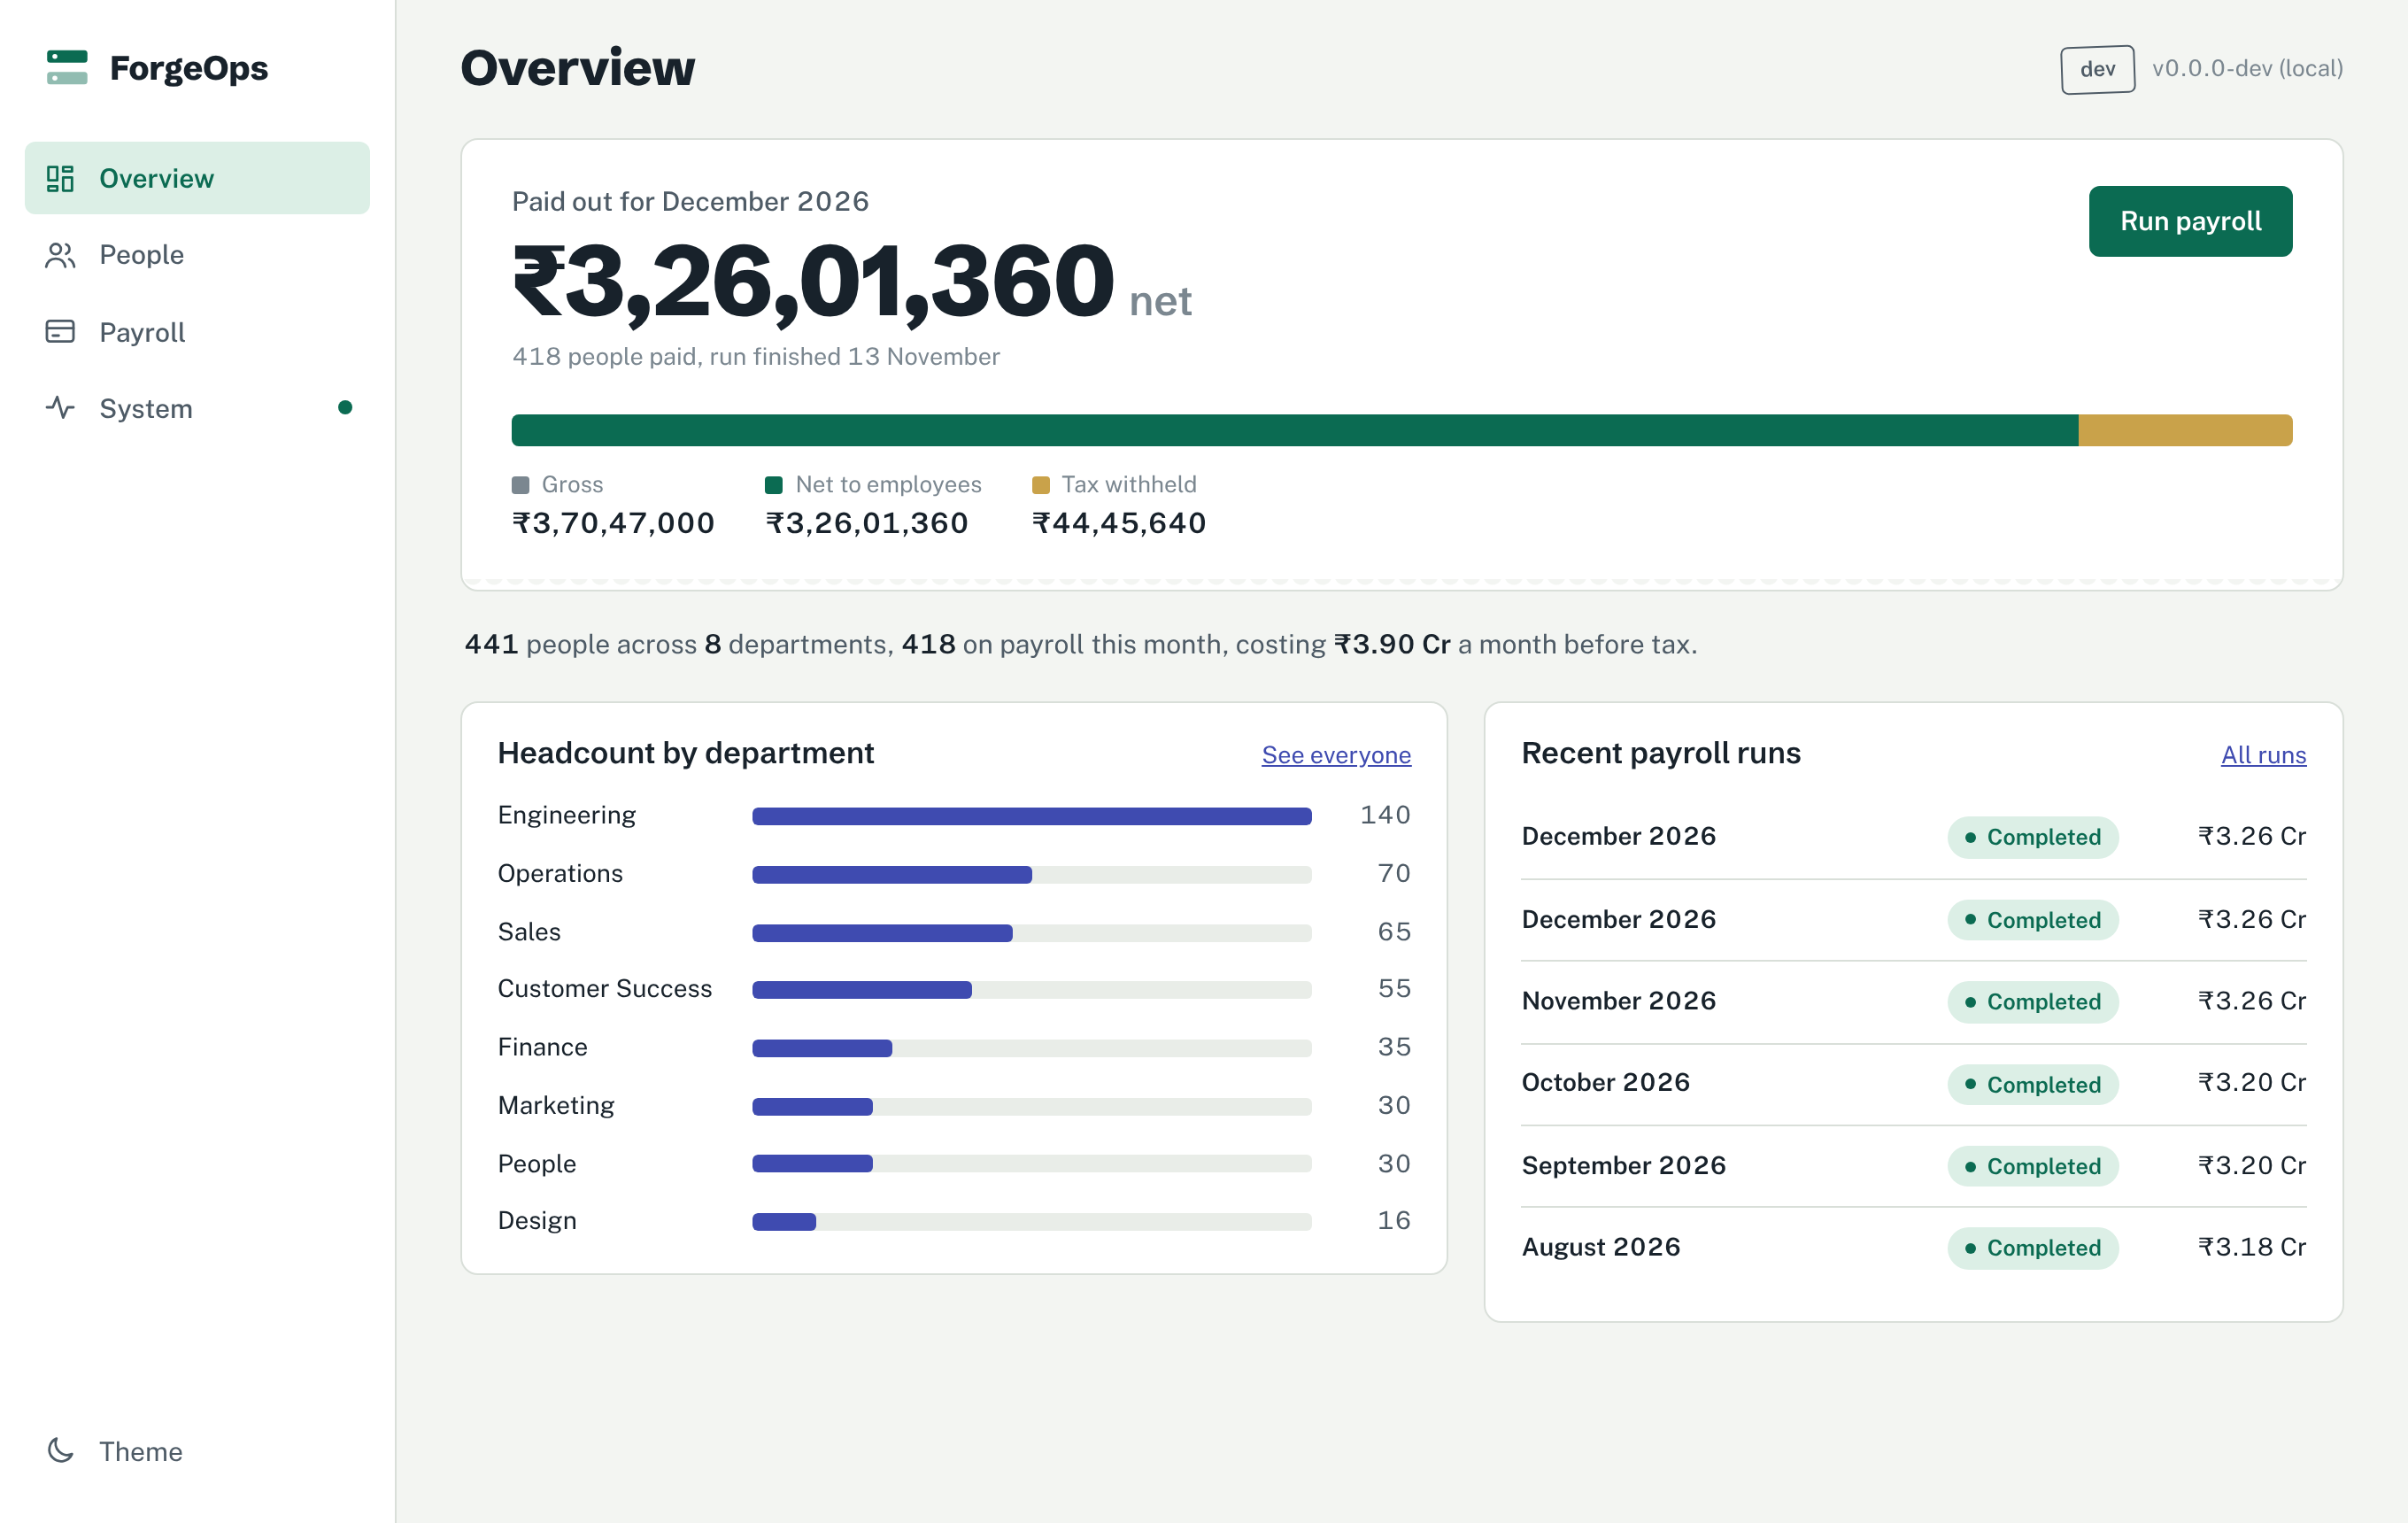 ForgeOps
Overview
People
Payroll
System
Theme
Overview
dev v0.0.0-dev (local)
Paid out for December 2026
₹3,26,01,360 net
418 people paid, run finished 13 November
Run payroll
Gross
₹3,70,47,000
Net to employees
₹3,26,01,360
Tax withheld
₹44,45,640
441 people across 8 departments, 418 on payroll this month, costing ₹3.90 Cr a month before tax.
Headcount by department See everyone
Engineering 140
Operations 70
Sales 65
Customer Success 55
Finance 35
Marketing 30
People 30
Design 16
Recent payroll runs All runs
December 2026 Completed ₹3.26 Cr
December 2026 Completed ₹3.26 Cr
November 2026 Completed ₹3.26 Cr
October 2026 Completed ₹3.20 Cr
September 2026 Completed ₹3.20 Cr
August 2026 Completed ₹3.18 Cr